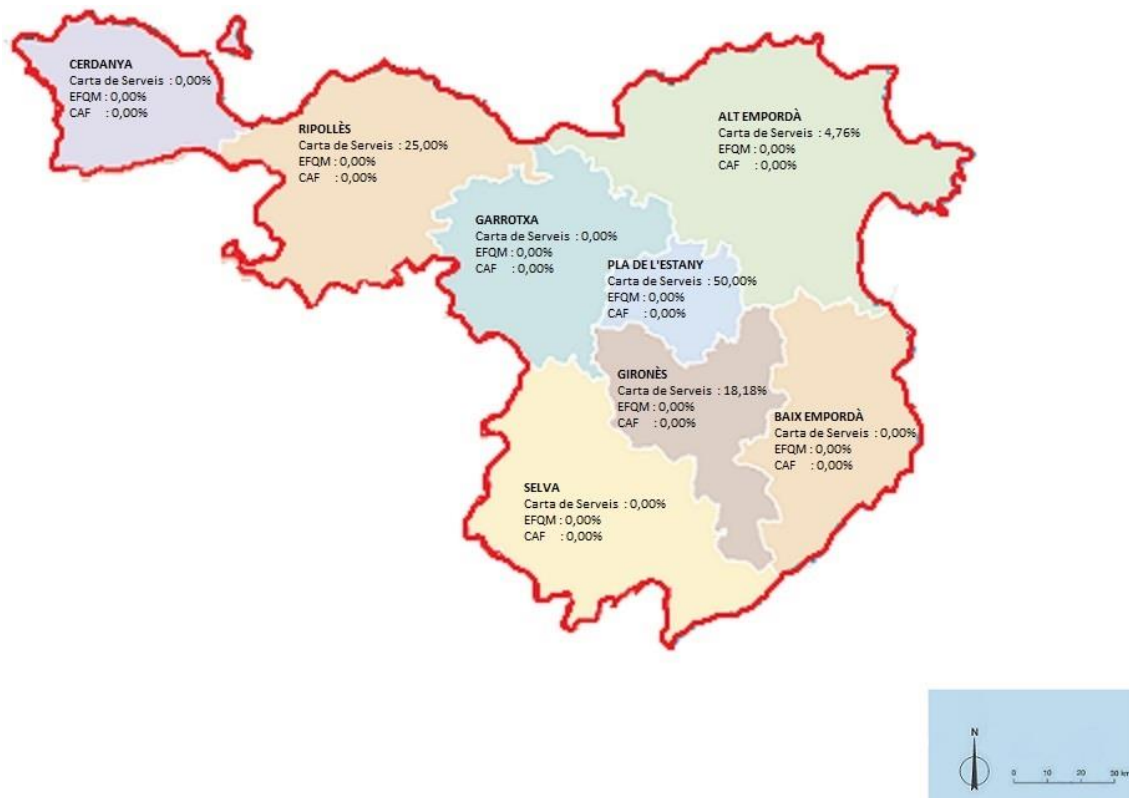 CERDANYA
Carta de Serveis : 0,00%
EFQM : 0,00%
CAF : 0,00%
RIPOLLÈS
Carta de Serveis : 25,00%
EFQM : 0,00%
CAF : 0,00%
ALT EMPORDÀ
Carta de Serveis : 4,76%
EFQM : 0,00%
CAF : 0,00%
GARROTXA
Carta de Serveis : 0,00%
EFQM : 0,00%
CAF : 0,00%
PLA DE L'ESTANY
Carta de Serveis : 50,00%
EFQM : 0,00%
CAF : 0,00%
GIRONÈS
Carta de Serveis : 18,18%
EFQM : 0,00%
CAF : 0,00%
BAIX EMPORDÀ
Carta de Serveis : 0,00%
EFQM : 0,00%
CAF : 0,00%
SELVA
Carta de Serveis : 0,00%
EFQM : 0,00%
CAF : 0,00%
N
0 10 20 30 km